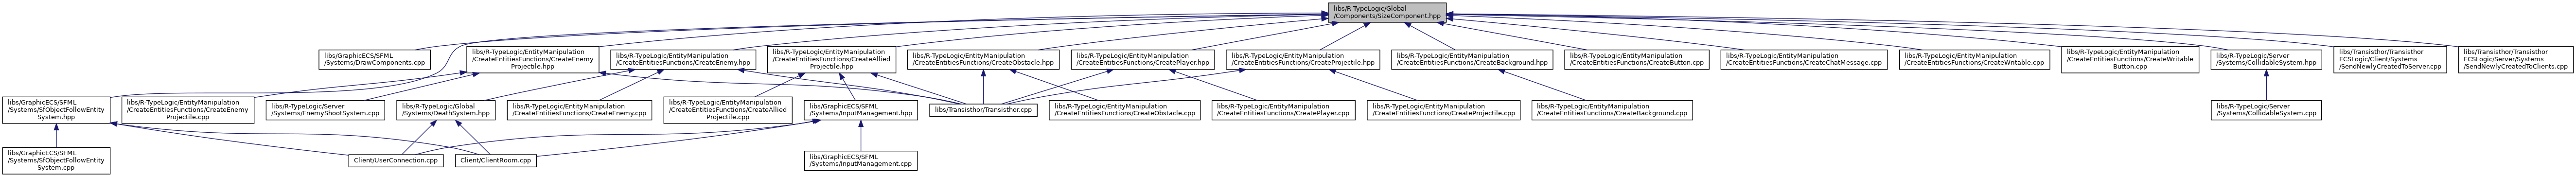 libs/R-TypeLogic/Global
/Components/SizeComponent.hpp
libs/GraphicECS/SFML
/Systems/DrawComponents.cpp
libs/R-TypeLogic/EntityManipulation
/CreateEntitiesFunctions/CreateEnemy
Projectile.hpp
libs/R-TypeLogic/EntityManipulation
/CreateEntitiesFunctions/CreateEnemy.hpp
libs/R-TypeLogic/EntityManipulation
/CreateEntitiesFunctions/CreateAllied
Projectile.hpp
libs/R-TypeLogic/EntityManipulation
/CreateEntitiesFunctions/CreateObstacle.hpp
libs/R-TypeLogic/EntityManipulation
/CreateEntitiesFunctions/CreatePlayer.hpp
libs/R-TypeLogic/EntityManipulation
/CreateEntitiesFunctions/CreateProjectile.hpp
libs/R-TypeLogic/EntityManipulation
/CreateEntitiesFunctions/CreateBackground.hpp
libs/R-TypeLogic/EntityManipulation
/CreateEntitiesFunctions/CreateButton.cpp
libs/R-TypeLogic/EntityManipulation
/CreateEntitiesFunctions/CreateChatMessage.cpp
libs/R-TypeLogic/EntityManipulation
/CreateEntitiesFunctions/CreateWritable.cpp
libs/R-TypeLogic/EntityManipulation
/CreateEntitiesFunctions/CreateWritable
Button.cpp
libs/R-TypeLogic/Server
/Systems/CollidableSystem.hpp
libs/Transisthor/Transisthor
ECSLogic/Client/Systems
/SendNewlyCreatedToServer.cpp
libs/Transisthor/Transisthor
ECSLogic/Server/Systems
/SendNewlyCreatedToClients.cpp
libs/GraphicECS/SFML
/Systems/SfObjectFollowEntity
System.hpp
libs/R-TypeLogic/EntityManipulation
/CreateEntitiesFunctions/CreateEnemy
Projectile.cpp
libs/R-TypeLogic/Server
/Systems/EnemyShootSystem.cpp
libs/R-TypeLogic/Global
/Systems/DeathSystem.hpp
libs/R-TypeLogic/EntityManipulation
/CreateEntitiesFunctions/CreateEnemy.cpp
libs/R-TypeLogic/EntityManipulation
/CreateEntitiesFunctions/CreateAllied
Projectile.cpp
libs/GraphicECS/SFML
/Systems/InputManagement.hpp
libs/Transisthor/Transisthor.cpp
libs/R-TypeLogic/EntityManipulation
/CreateEntitiesFunctions/CreateObstacle.cpp
libs/R-TypeLogic/EntityManipulation
/CreateEntitiesFunctions/CreatePlayer.cpp
libs/R-TypeLogic/EntityManipulation
/CreateEntitiesFunctions/CreateProjectile.cpp
libs/R-TypeLogic/EntityManipulation
/CreateEntitiesFunctions/CreateBackground.cpp
libs/R-TypeLogic/Server
/Systems/CollidableSystem.cpp
libs/GraphicECS/SFML
/Systems/SfObjectFollowEntity
System.cpp
Client/UserConnection.cpp
Client/ClientRoom.cpp
libs/GraphicECS/SFML
/Systems/InputManagement.cpp